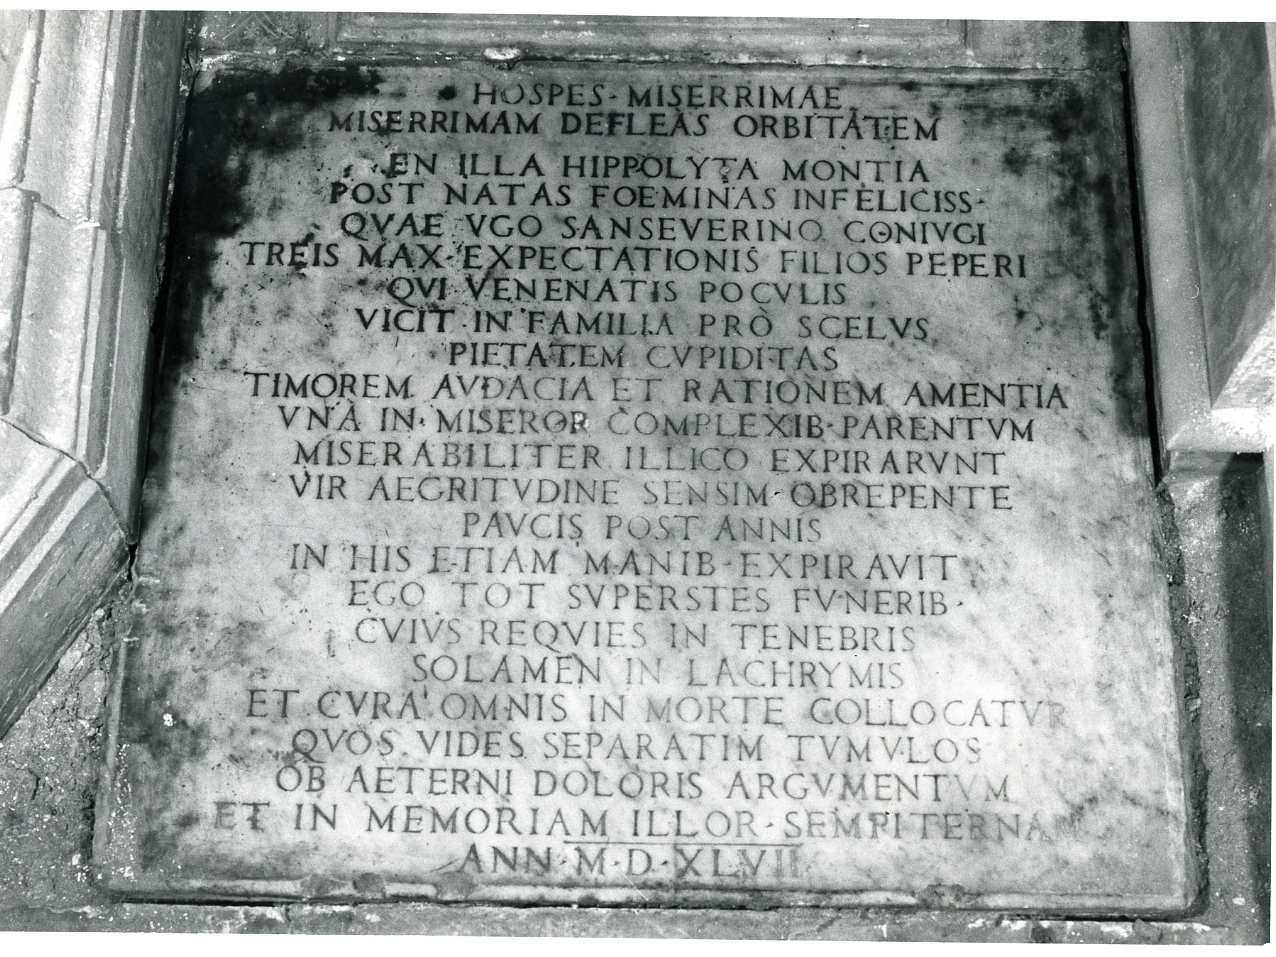 HOSPES·MISERRIMAE
MISERRIMAM DEFLEAS ORBITATEM
EN ILLA HIPPOLYTA MONTIA
POST NATAS FOEMINAS INFELICISS·
QVAE VGO SANSEVERINO CONIVGI
TREIS MAX·EXPECTATIONIS FILIOS PEPERI
QVI VENENATIS POCVLIS
VICIT IN FAMILIA PRÒ SCELVS
PIETATEM CVPIDITAS
TIMOREM AVDACIA ET RATIONEM AMENTIA
VNA IN MISEROR COMPLEXIB·PARENTVM
MISERABILITER ILLICO EXPIRARVNT
VIR AEGRITVDINE SENSIM OBREPENTE
PAVCIS POST ANNIS
IN HIS ETIAM MANIB·EXPIRAVIT
EGO TOT SVPERSTES FVNERIB·
CVIVS REQVIES IN TENEBRIS
SOLAMEN IN LACHRYMIS
ET CVRA OMNIS IN MORTE COLLOCATVR
QVOS VIDES SEPARATIM TVMVLOS
OB AETERNI DOLORIS ARGVMENTVM
ET IN MEMORIAM ILLOR·SEMPITERNAM
ANN·M·D·XLVII